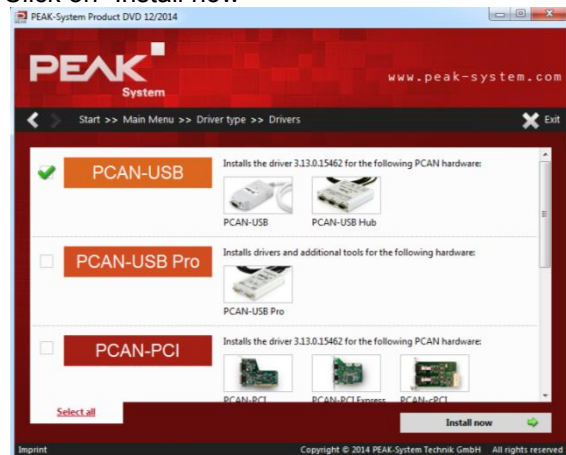 Click on "Install now"
PEAK-System Product DVD 12/2014
PEAK
System
www.peak-system.com
Start >> Main Menu >> Driver type >> Drivers
Exit
PCAN-USB
Installs the driver 3.13.0.15462 for the following PCAN hardware:
PCAN-USB
PCAN-USB Hub
PCAN-USB Pro
Installs drivers and additional tools for the following hardware:
PCAN-USB Pro
PCAN-PCI
Installs the driver 3.13.0.15462 for the following PCAN hardware:
PCAN-PCI
PCAN-PCI Express
PCAN-cPCI
Select all
Install now
Imprint
Copyright © 2014 PEAK-System Technik GmbH All rights reserved